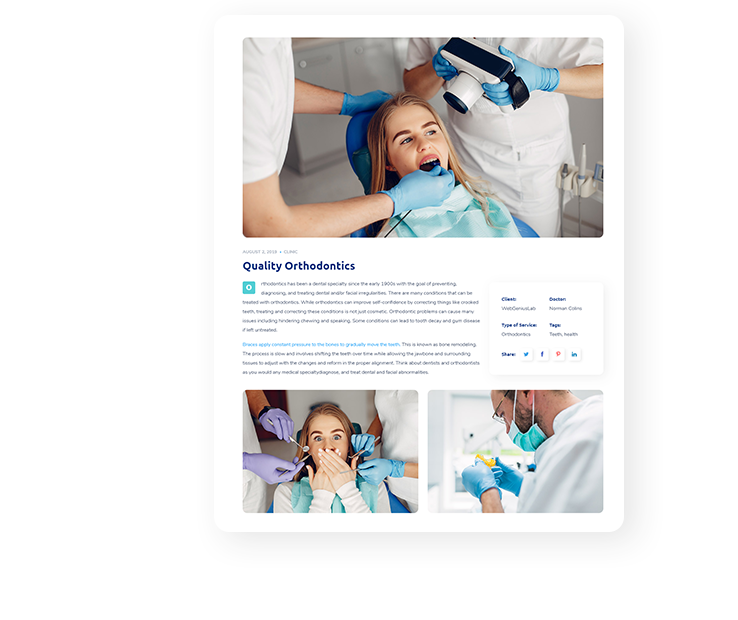 AUGUST 2, 2019 • CLINIC
Quality Orthodontics
O rthodontics has been a dental specialty since the early 1900s with the goal of preventing,
diagnosing, and treating dental and/or facial irregularities. There are many conditions that can be
treated with orthodontics. While orthodontics can improve self-confidence by correcting things like crooked
teeth, treating and correcting these conditions is not just cosmetic. Orthodontic problems can cause many
issues including hindering chewing and speaking. Some conditions can lead to tooth decay and gum disease
if left untreated.
Braces apply constant pressure to the bones to gradually move the teeth. This is known as bone remodeling.
The process is slow and involves shifting the teeth over time while allowing the jawbone and surrounding
tissues to adjust with the changes and reform in the proper alignment. Think about dentists and orthodontists
as you would any medical specialtydiagnose, and treat dental and facial abnormalities.
Client: Doctor:
WebGeniusLab Norman Colins
Type of Service: Tags:
Orthodontics Teeth, health
Share: